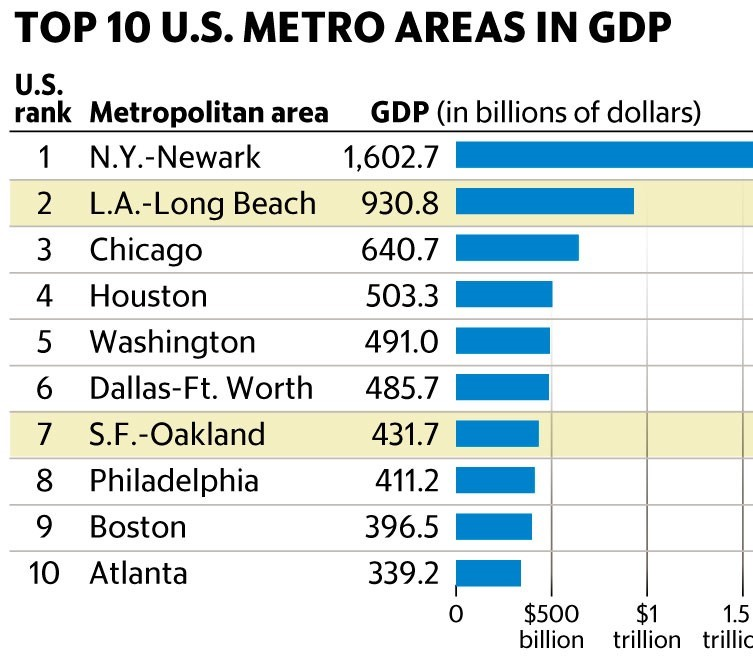 TOP 10 U.S. METRO AREAS IN GDP
U.S.
rank Metropolitan area GDP (in billions of dollars)
1 N.Y.-Newark 1,602.7
2 L.A.-Long Beach 930.8
3 Chicago 640.7
4 Houston 503.3
5 Washington 491.0
6 Dallas-Ft. Worth 485.7
7 S.F.-Oakland 431.7
8 Philadelphia 411.2
9 Boston 396.5
10 Atlanta 339.2
0 $500 $1 1.5
billion trillion trillic